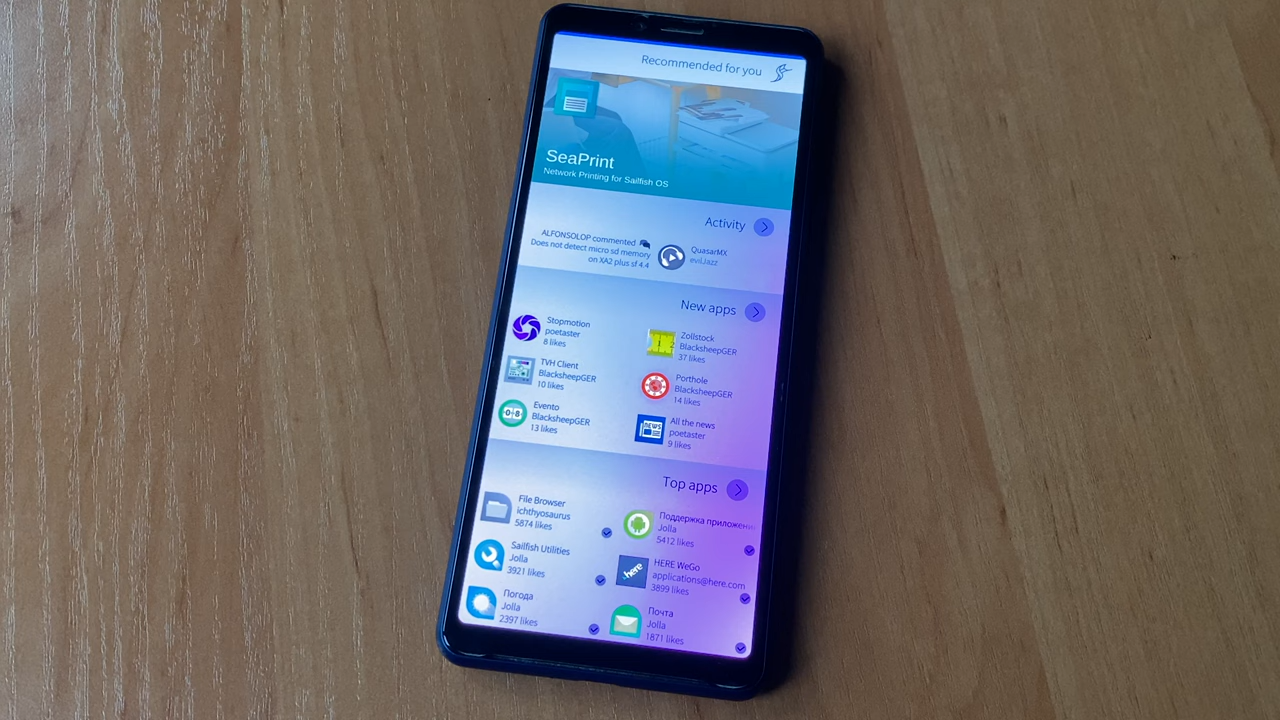 Recommended for you
SeaPrint
Network Printing for Sailfish OS
Activity
ALFONSOLOP commented
Does not detect micro sd memory
on XA2 plus sf 4.4
QuasarMX
evilJazz
New apps
Stopmotion
poetaster
8 likes
Zollstock
BlacksheepGER
37 likes
TVH Client
BlacksheepGER
10 likes
Porthole
BlacksheepGER
14 likes
Evento
BlacksheepGER
13 likes
All the news
poetaster
9 likes
Top apps
File Browser
ichthyosaurus
5874 likes
Поддержка приложени
Jolla
5412 likes
Sailfish Utilities
Jolla
3921 likes
here
HERE WeGo
applications@here.com
3899 likes
Погода
Jolla
2397 likes
Почта
Jolla
1871 likes